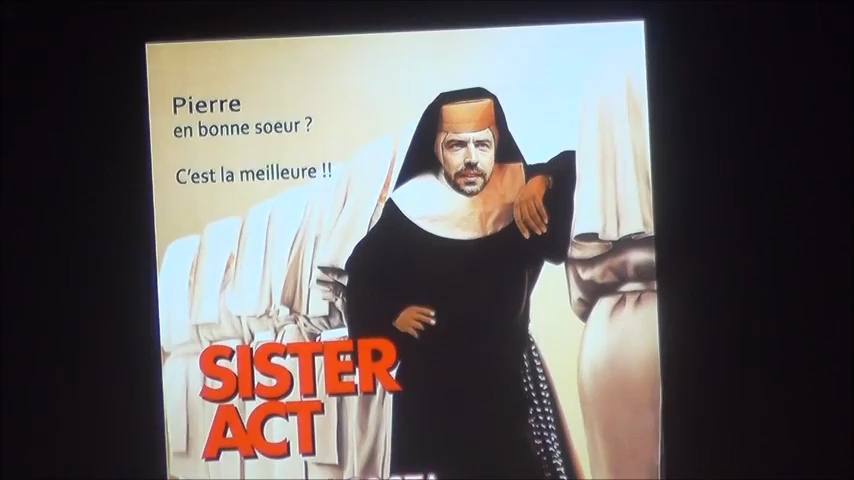 Pierre
en bonne soeur ?
C'est la meilleure !!
SISTER
ACT